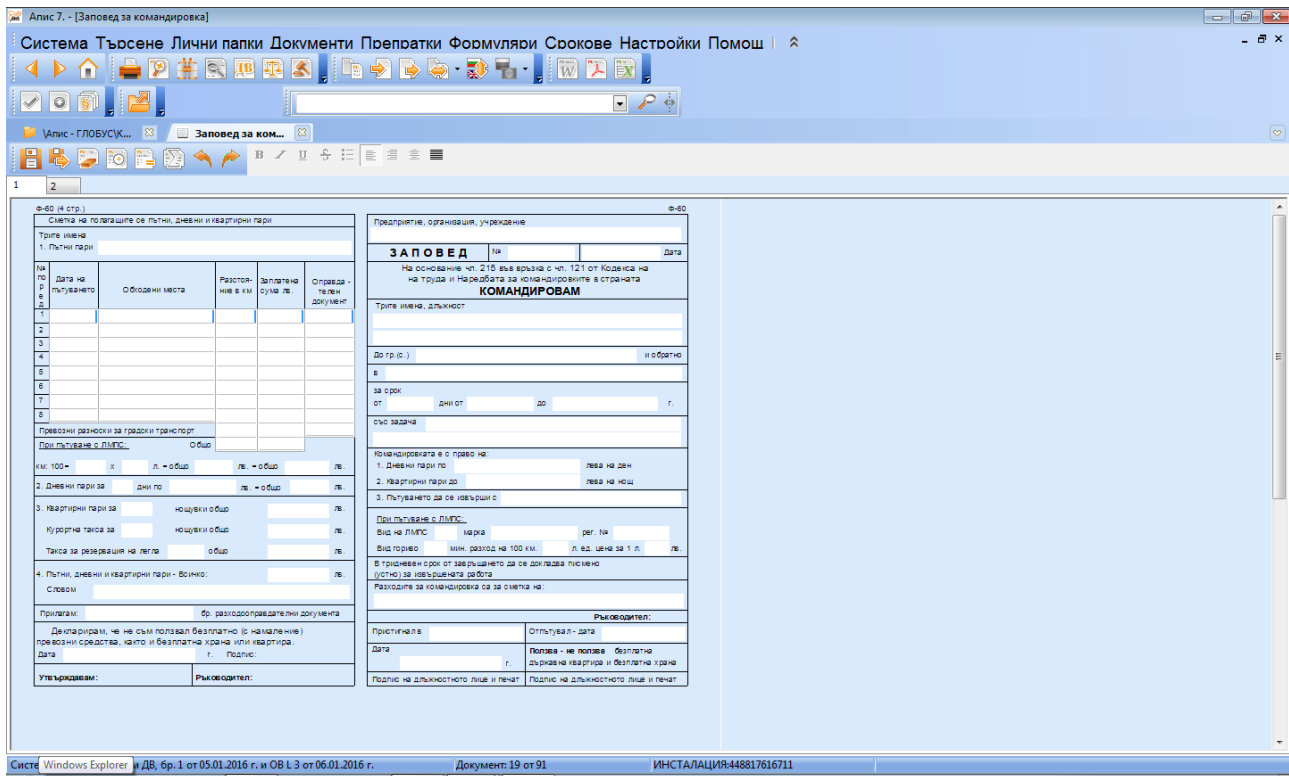 Апис 7. - [Заповед за командировка]
Система Търсене Лични папки Документи Препратки Формуляри Срокове Настройки Помощ
\Апис - ГЛОБУС\К...
Заповед за ком...
B I U S
1
2
Ф-60 (4 стр.)
Сметка на полагащите се пътни, дневни и квартирни пари
Трите имена
1. Пътни пари
№ по ред
Дата на пътуването
Обходени места
Разстоя-
ние в км
Заплатена
сума лв.
Оправда -
телен
документ
1
2
3
4
5
6
7
8
Превозни разноски за градски транспорт
При пътуване с ЛМПС: Общо
км: 100= х л. = общо лв. = общо лв.
2. Дневни пари за дни по лв. = общо лв.
3. Квартирни пари за нощувки общо лв.
Курортна такса за нощувки общо лв.
Такса за резервация на легла общо лв.
4. Пътни, дневни и квартирни пари - Всичко: лв.
Словом
Прилагам: бр. разходооправдателни документа
Декларирам, че не съм ползвал безплатно (с намаление)
превозни средства, както и безплатна храна или квартира.
Дата г. Подпис:
Утвърждавам: Ръководител:
Ф-60
Предприятие, организация, учреждение
З А П О В Е Д № Дата
На основание чл. 215 във връзка с чл. 121 от Кодекса на
на труда и Наредбата за командировките в страната
КОМАНДИРОВАМ
Трите имена, длъжност
До гр.(с.) и обратно
в
за срок
от дни от до г.
със задача
Командировката е с право на:
1. Дневни пари по лева на ден
2. Квартирни пари до лева на нощ
3. Пътуването да се извърши с
При пътуване с ЛМПС:
Вид на ЛМПС марка рег. №
Вид гориво мин. разход на 100 км. л. ед. цена за 1 л. лв.
В тридневен срок от завръщането да се докладва писмено
(устно) за извършената работа
Разходите за командировка са за сметка на:
Ръководител:
Пристигнал в Отпътувал - дата
Дата г.
Ползва - не ползва безплатна
държавна квартира и безплатна храна
Подпис на длъжностното лице и печат Подпис на длъжностното лице и печат
Систе Windows Explorer и ДВ, бр. 1 от 05.01.2016 г. и ОВ L 3 от 06.01.2016 г. Документ: 19 от 91 ИНСТАЛАЦИЯ:448817616711